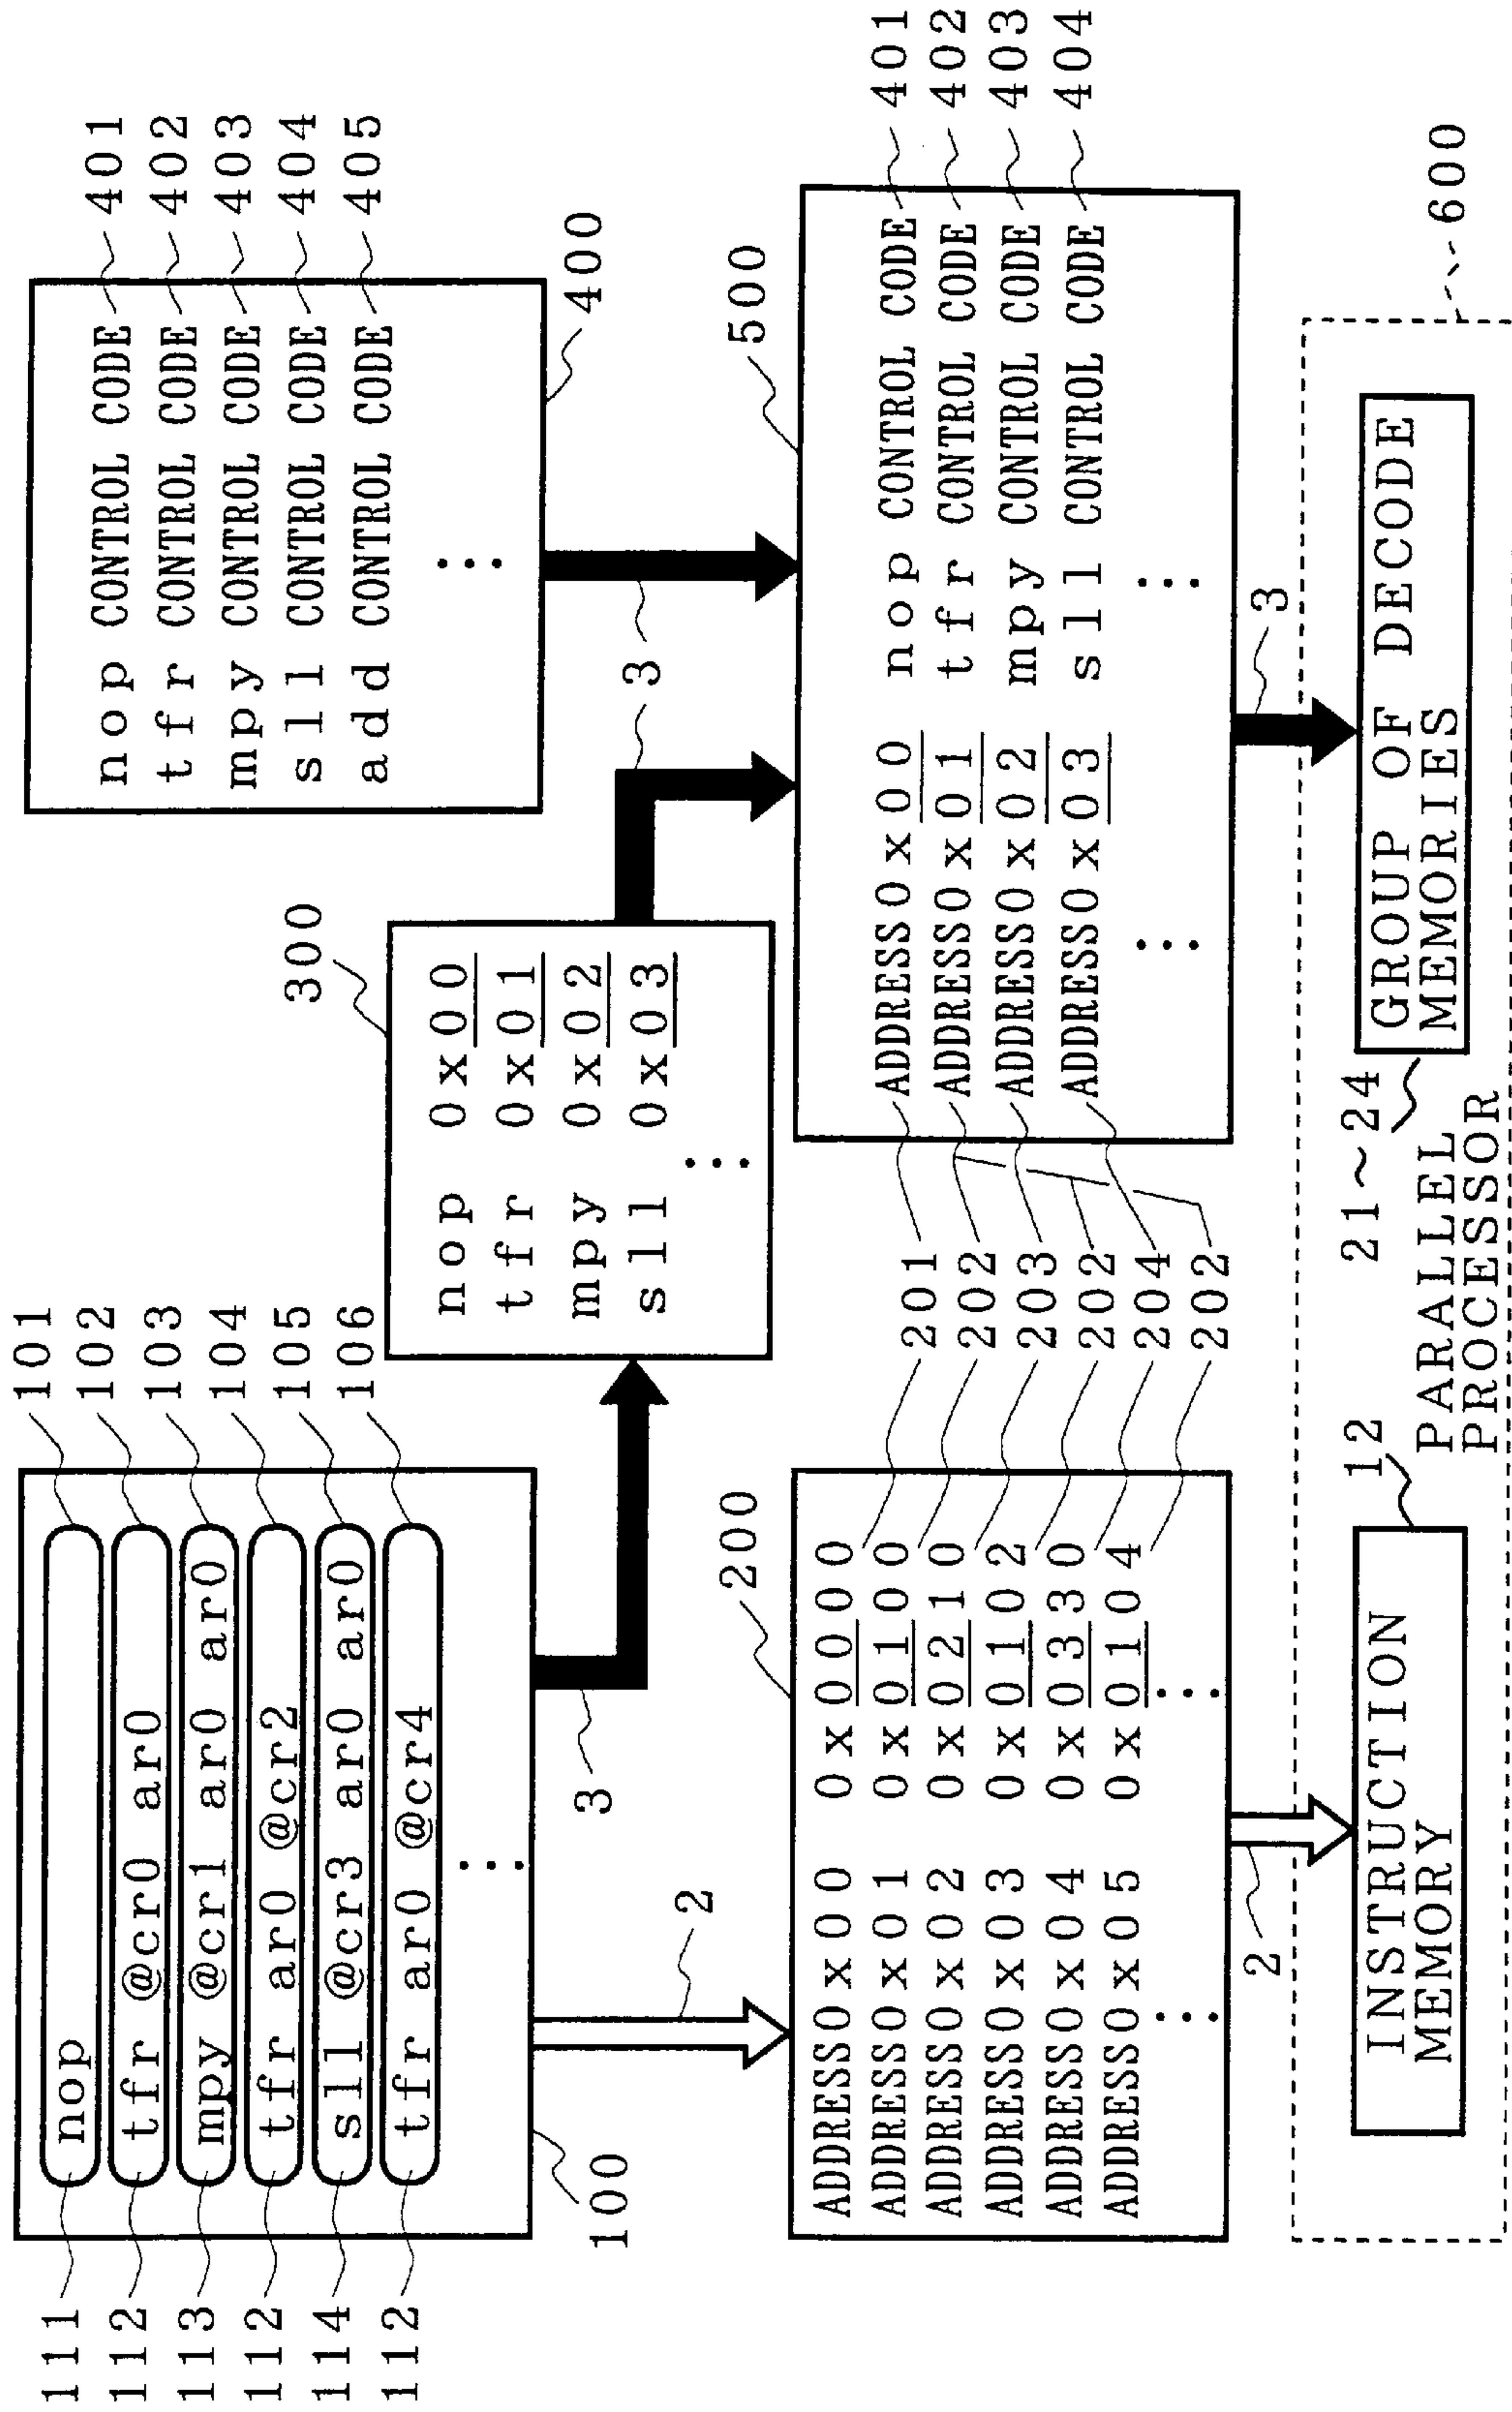 111
112
113
112
114
112
nop
tfr @cr0 ar0
mpy @cr1 ar0 ar0
tfr ar0 @cr2
sll @cr3 ar0 ar0
tfr ar0 @cr4
101
102
103
104
105
106
100
3
300
nop 0x00
tfr 0x01
mpy 0x02
sll 0x03
3
nop CONTROL CODE
tfr CONTROL CODE
mpy CONTROL CODE
sll CONTROL CODE
add CONTROL CODE
401
402
403
404
405
400
2
200
ADDRESS0x00 0x0000
ADDRESS0x01 0x0100
ADDRESS0x02 0x0210
ADDRESS0x03 0x0102
ADDRESS0x04 0x0330
ADDRESS0x05 0x0104
201
202
203
202
204
202
500
ADDRESS0x00 nop CONTROL CODE
ADDRESS0x01 tfr CONTROL CODE
ADDRESS0x02 mpy CONTROL CODE
ADDRESS0x03 sll CONTROL CODE
401
402
403
404
2
3
INSTRUCTION
MEMORY
12
PARALLEL
PROCESSOR
21~24
GROUP OF DECODE
MEMORIES
600